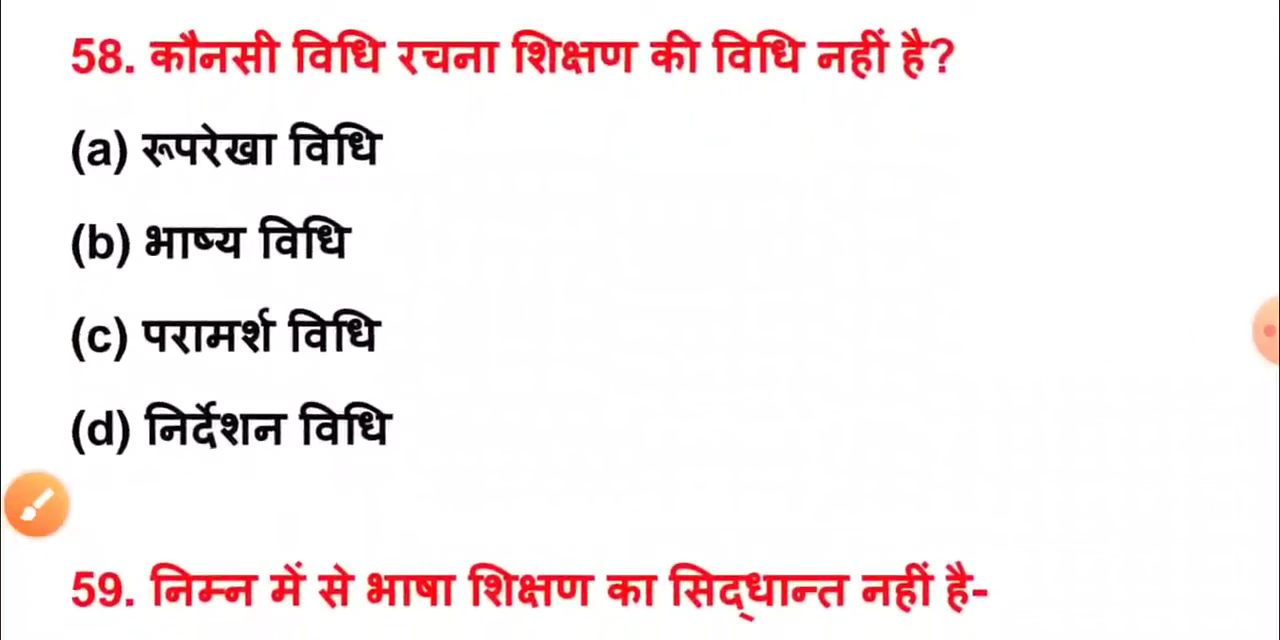 58. कौनसी विधि रचना शिक्षण की विधि नहीं है?
(a) रूपरेखा विधि
(b) भाष्य विधि
(c) परामर्श विधि
(d) निर्देशन विधि
59. निम्न में से भाषा शिक्षण का सिद्धान्त नहीं है-